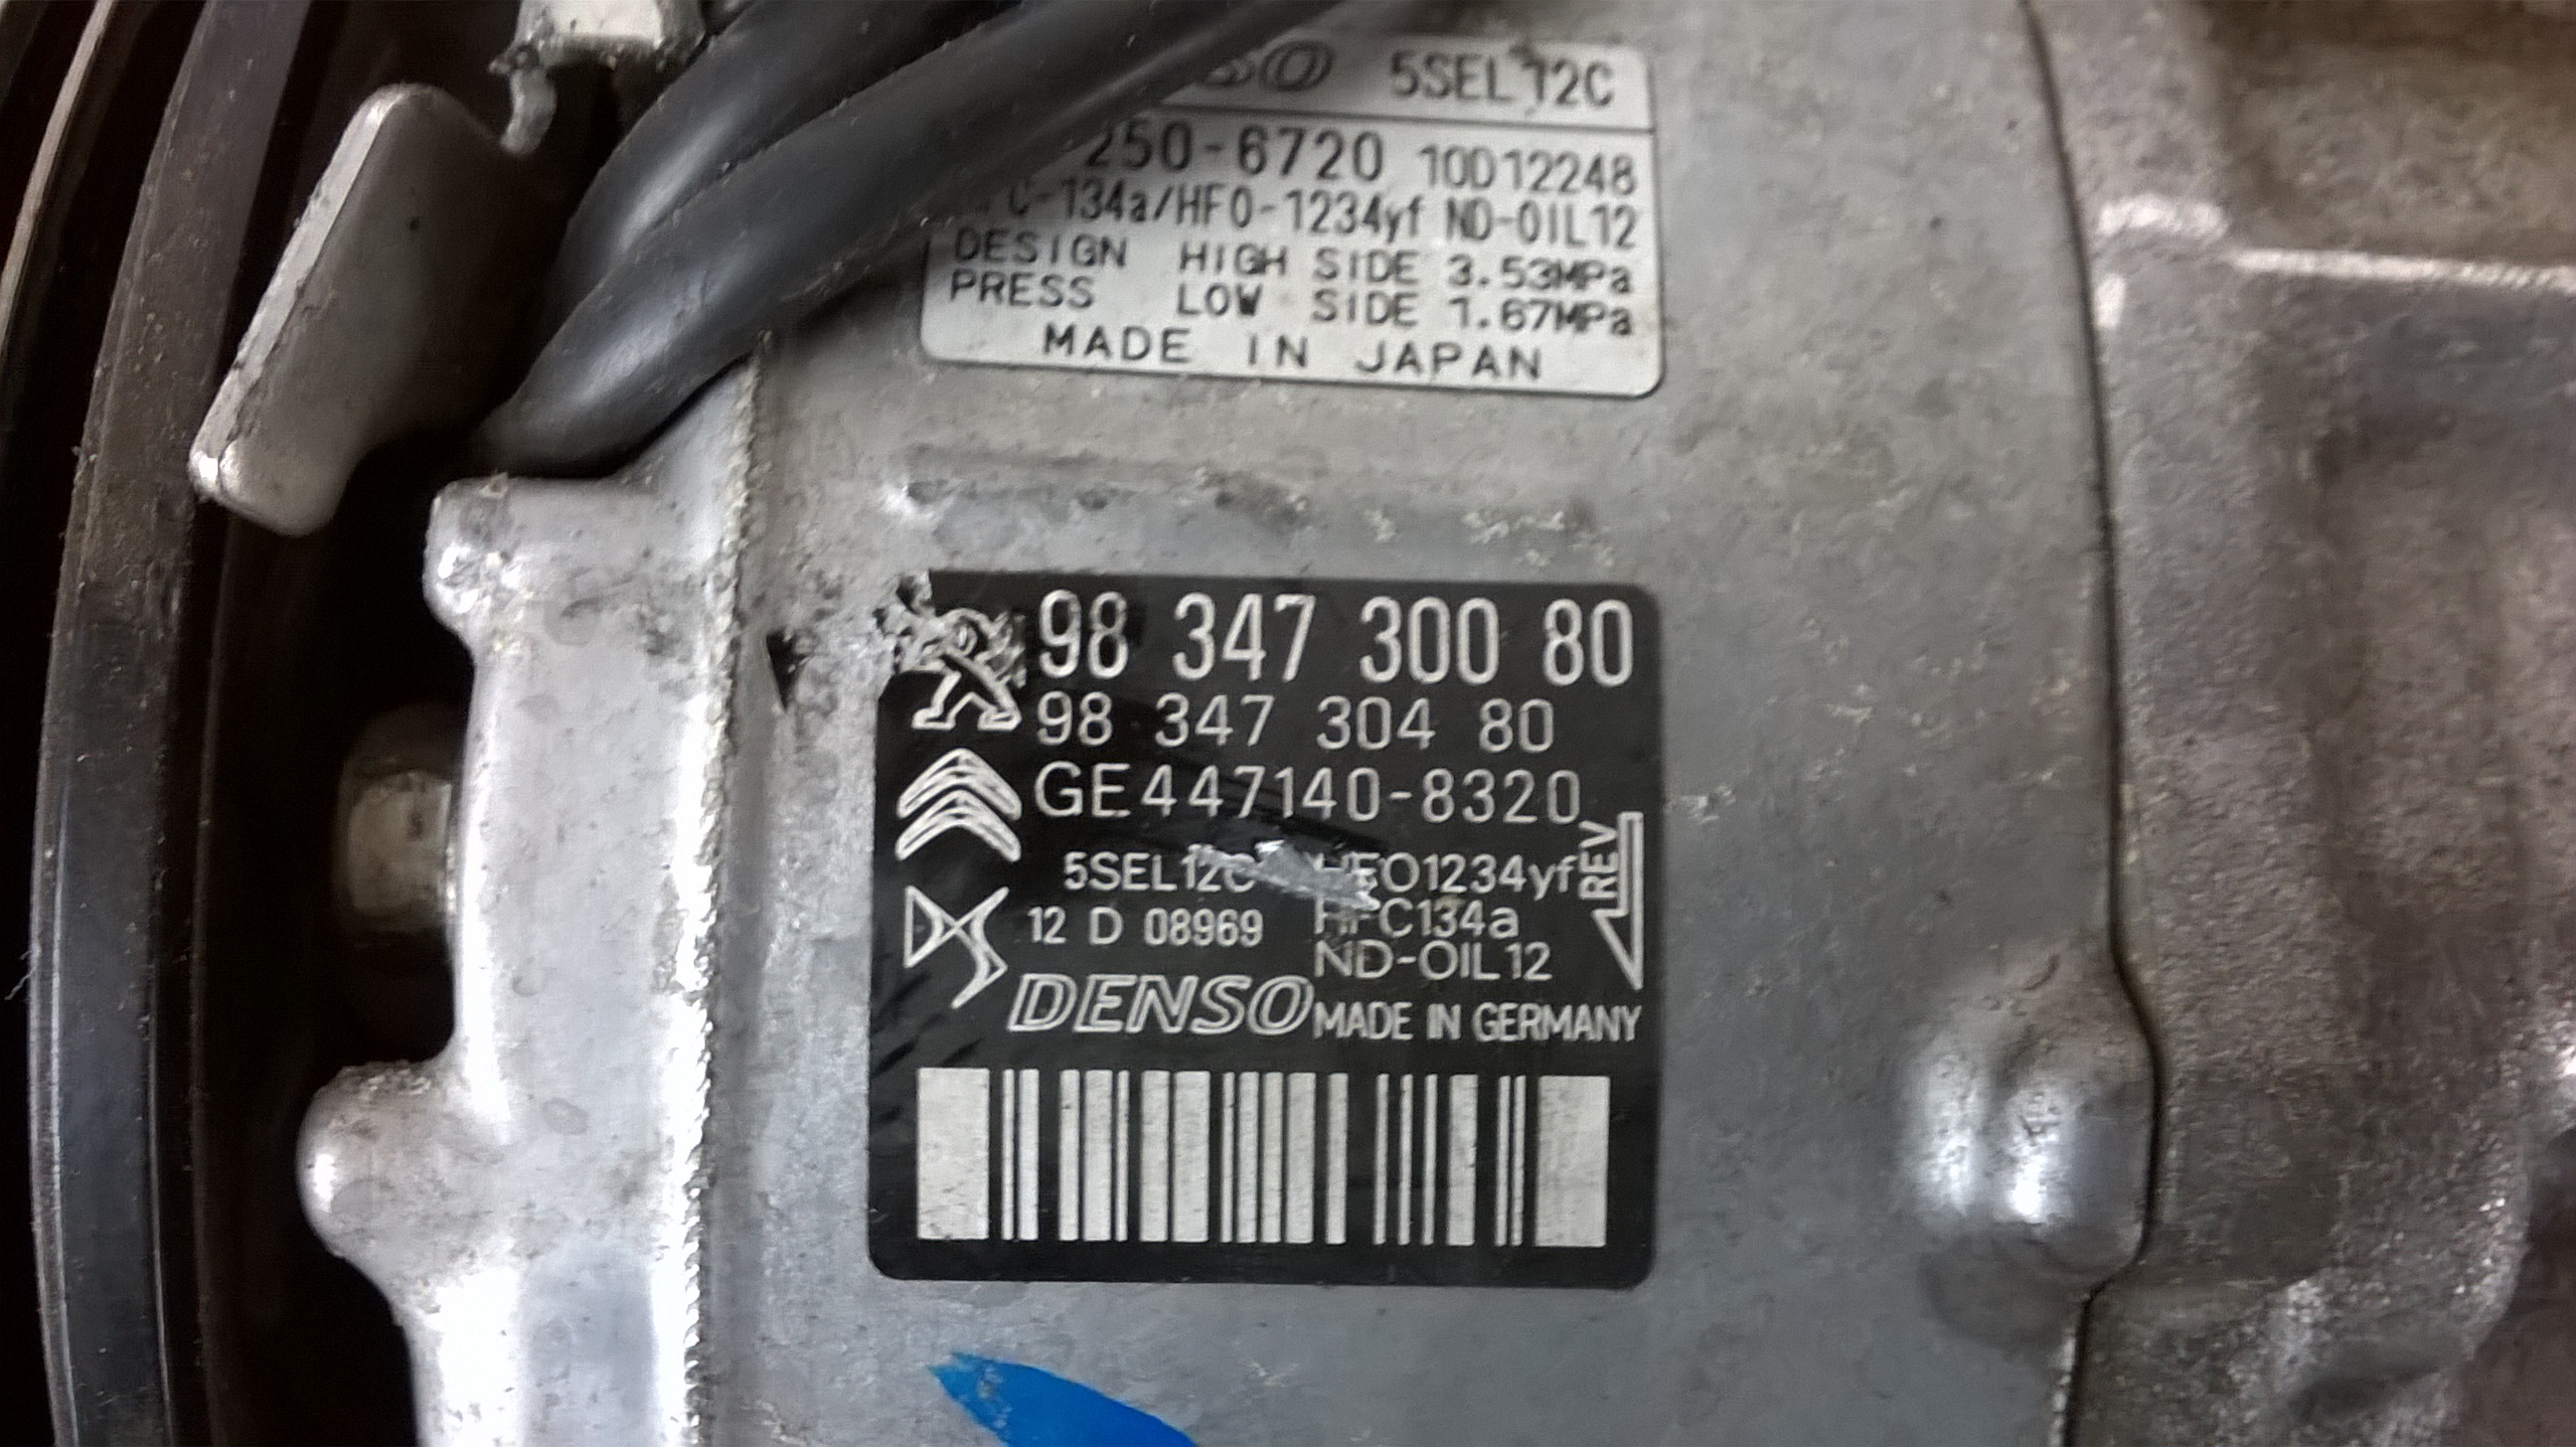 5SEL12C
250-6720 10D12248
C-134a/HFO-1234yf ND-OIL12
DESIGN HIGH SIDE 3.53MPa
PRESS LOW SIDE 1.67MPa
MADE IN JAPAN
98 347 300 80
98 347 304 80
GE447140-8320
5SEL12C HFO1234yf
REV
12 D 08969 HFC134a
ND-OIL12
DENSO MADE IN GERMANY